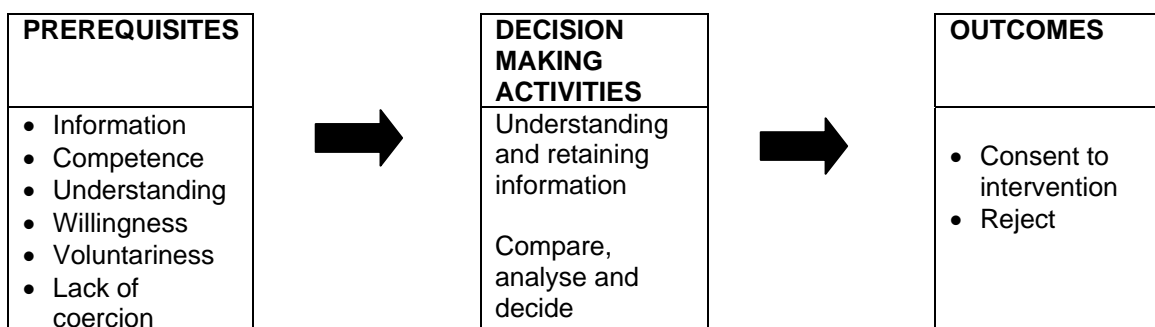 PREREQUISITES
• Information
• Competence
• Understanding
• Willingness
• Voluntariness
• Lack of
coercion
DECISION
MAKING
ACTIVITIES
Understanding
and retaining
information
Compare,
analyse and
decide
OUTCOMES
• Consent to
intervention
• Reject